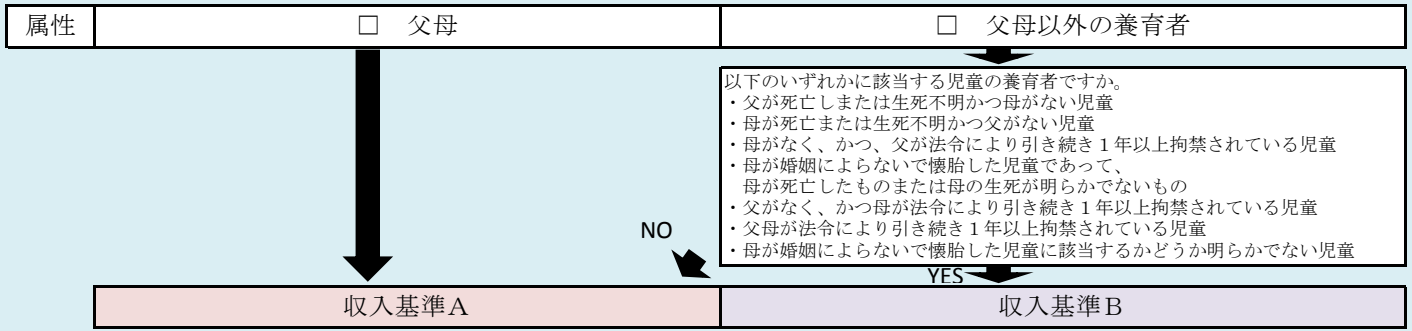 属性
□ 父母
□ 父母以外の養育者
以下のいずれかに該当する児童の養育者ですか。
・父が死亡しまたは生死不明かつ母がない児童
・母が死亡または生死不明かつ父がない児童
・母がなく、かつ、父が法令により引き続き１年以上拘禁されている児童
・母が婚姻によらないで懐胎した児童であって、
母が死亡したものまたは母の生死が明らかでないもの
・父がなく、かつ母が法令により引き続き１年以上拘禁されている児童
・父母が法令により引き続き１年以上拘禁されている児童
・母が婚姻によらないで懐胎した児童に該当するかどうか明らかでない児童
NO
YES
収入基準Ａ
収入基準Ｂ